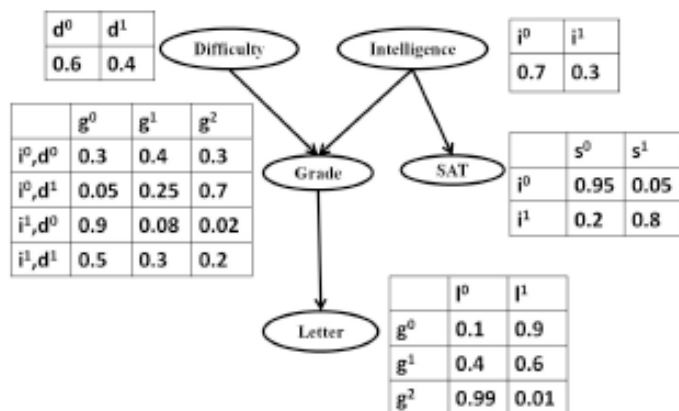 d⁰ d¹
0.6 0.4
Difficulty
Intelligence
i⁰ i¹
0.7 0.3
g⁰ g¹ g²
i⁰,d⁰ 0.3 0.4 0.3
i⁰,d¹ 0.05 0.25 0.7
i¹,d⁰ 0.9 0.08 0.02
i¹,d¹ 0.5 0.3 0.2
Grade
SAT
s⁰ s¹
i⁰ 0.95 0.05
i¹ 0.2 0.8
Letter
l⁰ l¹
g⁰ 0.1 0.9
g¹ 0.4 0.6
g² 0.99 0.01